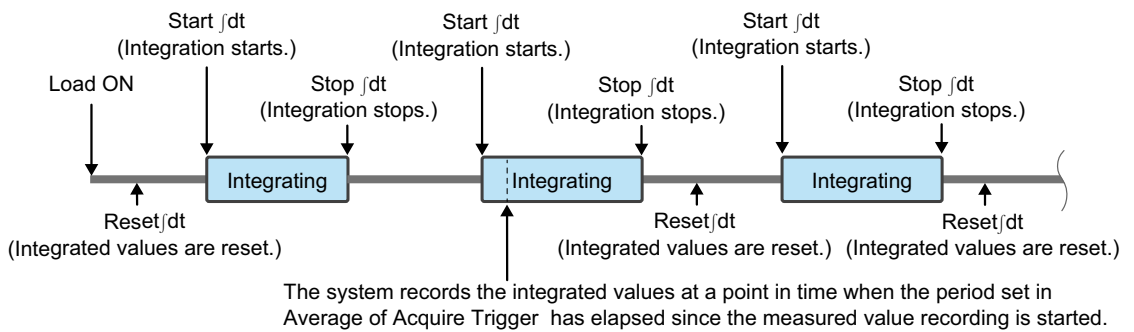 Start ∫dt
(Integration starts.)
Start ∫dt
(Integration starts.)
Start ∫dt
(Integration starts.)
Load ON
Stop ∫dt
(Integration stops.)
Stop ∫dt
(Integration stops.)
Stop ∫dt
(Integration stops.)
Integrating
Integrating
Integrating
Reset∫dt
(Integrated values are reset.)
Reset∫dt
(Integrated values are reset.)
Reset∫dt
(Integrated values are reset.)
The system records the integrated values at a point in time when the period set in
Average of Acquire Trigger has elapsed since the measured value recording is started.